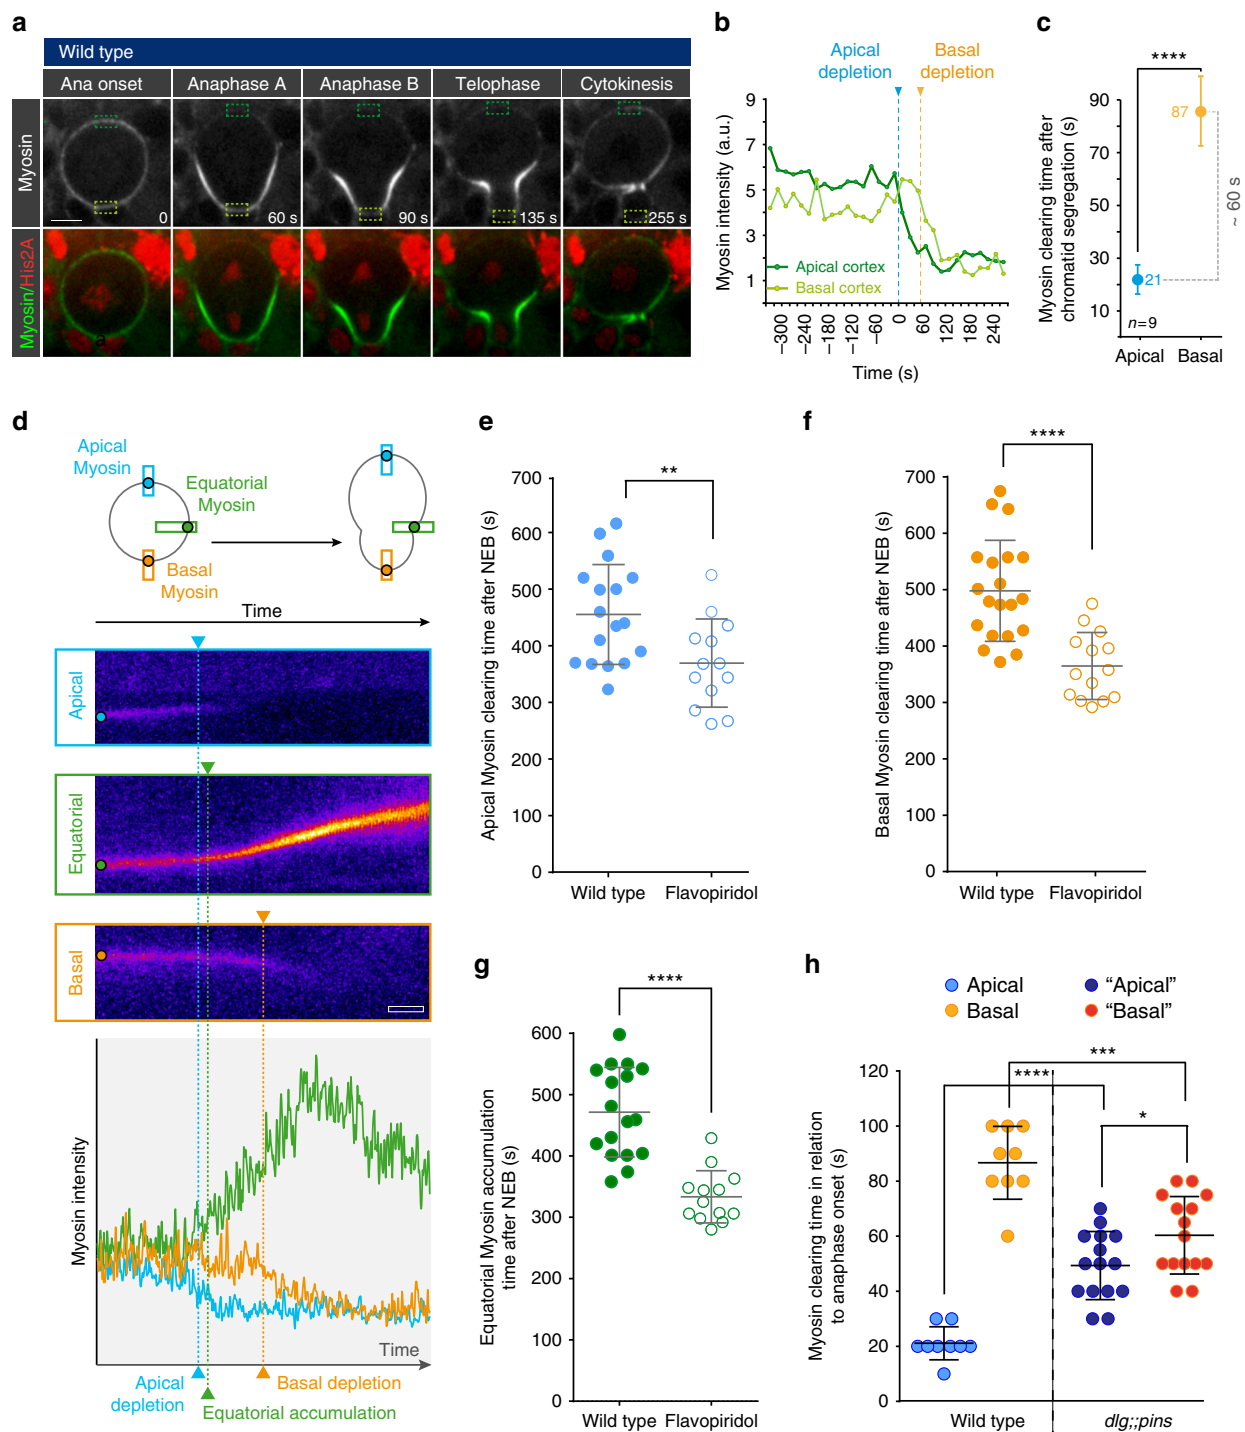 a
Wild type
Ana onset
Anaphase A
Anaphase B
Telophase
Cytokinesis
Myosin
0
60 s
90 s
135 s
255 s
Myosin/His2A
a
b
Apical
depletion
Basal
depletion
Myosin intensity (a.u.)
9
7
5
3
1
Apical cortex
Basal cortex
−300
−240
−180
−120
−60
0
60
120
180
240
Time (s)
c
****
Myosin clearing time after
chromatid segregation (s)
90
70
50
30
10
87
21
~ 60 s
n=9
Apical
Basal
d
Apical
Myosin
Equatorial
Myosin
Basal
Myosin
Time
Apical
Equatorial
Basal
Myosin intensity
Time
Apical
depletion
Basal depletion
Equatorial accumulation
e
**
Apical Myosin clearing time after NEB (s)
700
600
500
400
300
200
100
0
Wild type
Flavopiridol
f
****
Basal Myosin clearing time after NEB (s)
700
600
500
400
300
200
100
0
Wild type
Flavopiridol
g
****
Equatorial Myosin accumulation
time after NEB (s)
600
500
400
300
200
100
0
Wild type
Flavopiridol
h
Apical
Basal
“Apical”
“Basal”
***
****
*
Myosin clearing time in relation
to anaphase onset (s)
120
100
80
60
40
20
0
Wild type
dlg;;pins